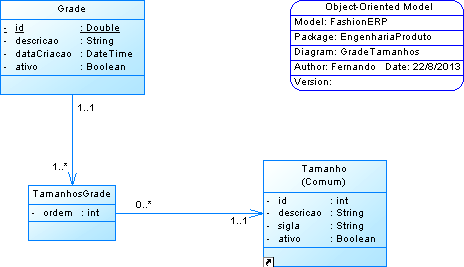 Grade
- id : Double
- descricao : String
- dataCriacao : DateTime
- ativo : Boolean
Object-Oriented Model
Model: FashionERP
Package: EngenhariaProduto
Diagram: GradeTamanhos
Author: Fernando Date: 22/8/2013
Version:
1..1
1..*
TamanhosGrade
- ordem : int
0..*
1..1
Tamanho
(Comum)
- id : int
- descricao : String
- sigla : String
- ativo : Boolean